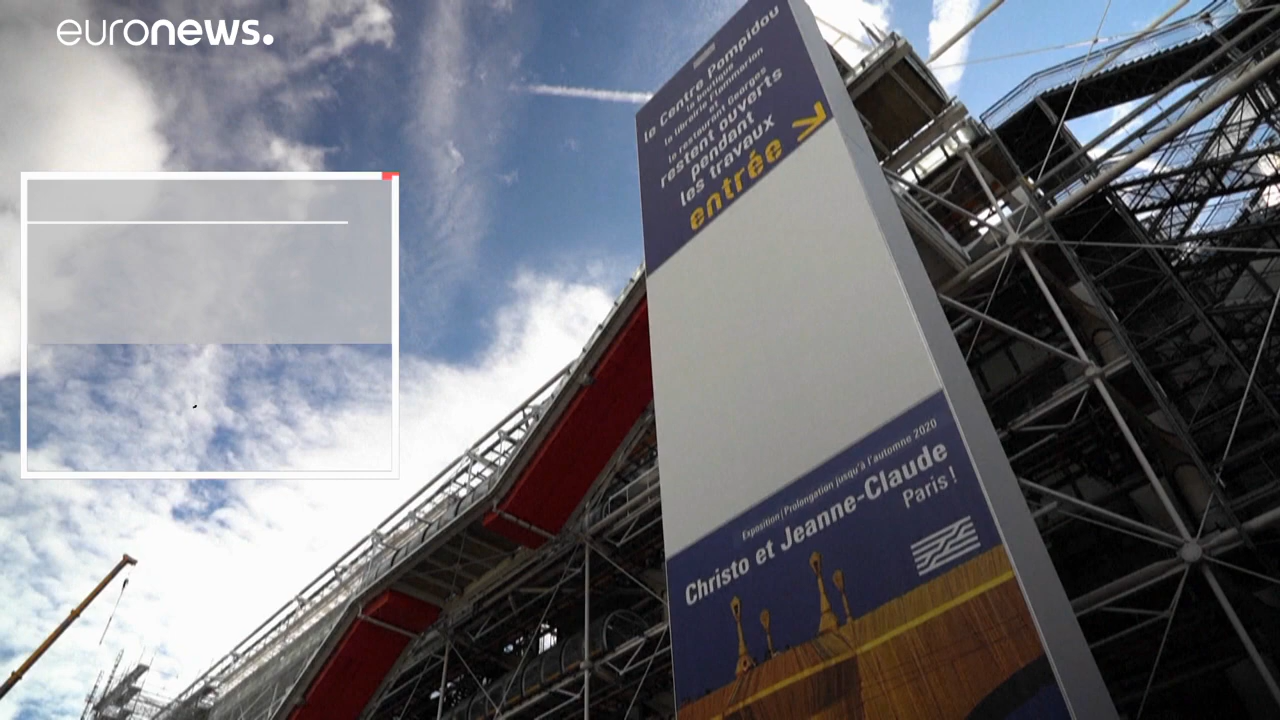 euronews.
le Centre Pompidou
la boutique
la librairie Flammarion
et
le restaurant Georges
restent ouverts
pendant
les travaux
entrée
Exposition | Prolongation jusqu'à l'automne 2020
Christo et Jeanne-Claude
Paris !